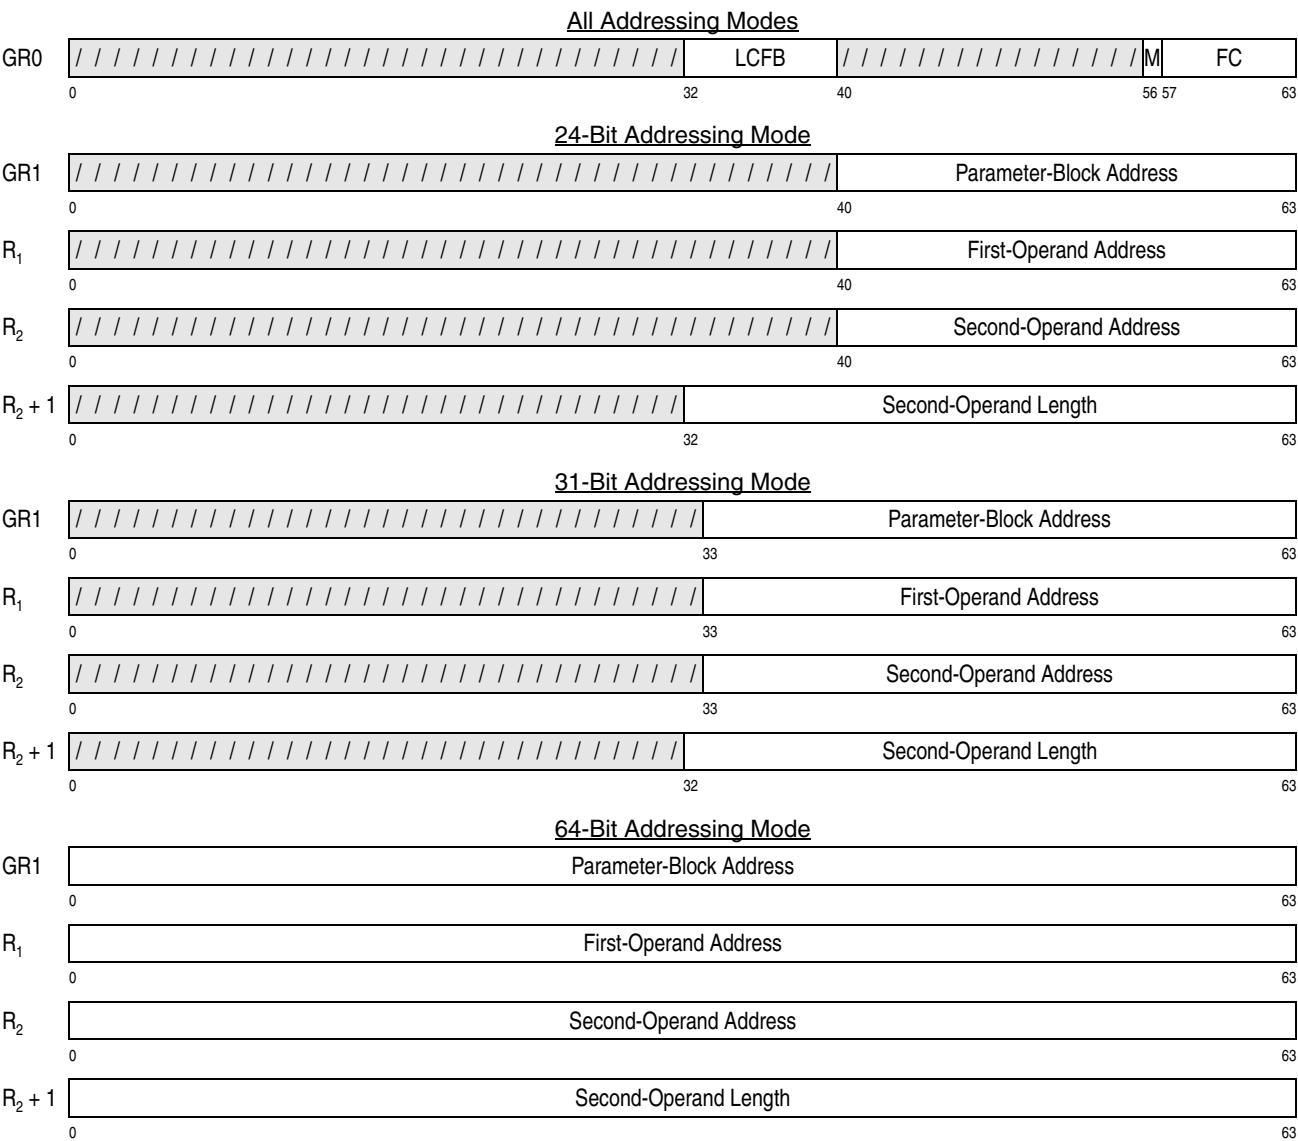 All Addressing Modes
GR0 / / / / / / / / / / / / / / / / / / / / / / / / / / / / / / / / LCFB / / / / / / / / / / / / / / / / M FC
0 32 40 56 57 63
24-Bit Addressing Mode
GR1 / / / / / / / / / / / / / / / / / / / / / / / / / / / / / / / / / / / / / / / / Parameter-Block Address
0 40 63
R1 / / / / / / / / / / / / / / / / / / / / / / / / / / / / / / / / / / / / / / / / First-Operand Address
0 40 63
R2 / / / / / / / / / / / / / / / / / / / / / / / / / / / / / / / / / / / / / / / / Second-Operand Address
0 40 63
R2 + 1 / / / / / / / / / / / / / / / / / / / / / / / / / / / / / / / / Second-Operand Length
0 32 63
31-Bit Addressing Mode
GR1 / / / / / / / / / / / / / / / / / / / / / / / / / / / / / / / / / Parameter-Block Address
0 33 63
R1 / / / / / / / / / / / / / / / / / / / / / / / / / / / / / / / / / First-Operand Address
0 33 63
R2 / / / / / / / / / / / / / / / / / / / / / / / / / / / / / / / / / Second-Operand Address
0 33 63
R2 + 1 / / / / / / / / / / / / / / / / / / / / / / / / / / / / / / / / Second-Operand Length
0 32 63
64-Bit Addressing Mode
GR1 Parameter-Block Address
0 63
R1 First-Operand Address
0 63
R2 Second-Operand Address
0 63
R2 + 1 Second-Operand Length
0 63